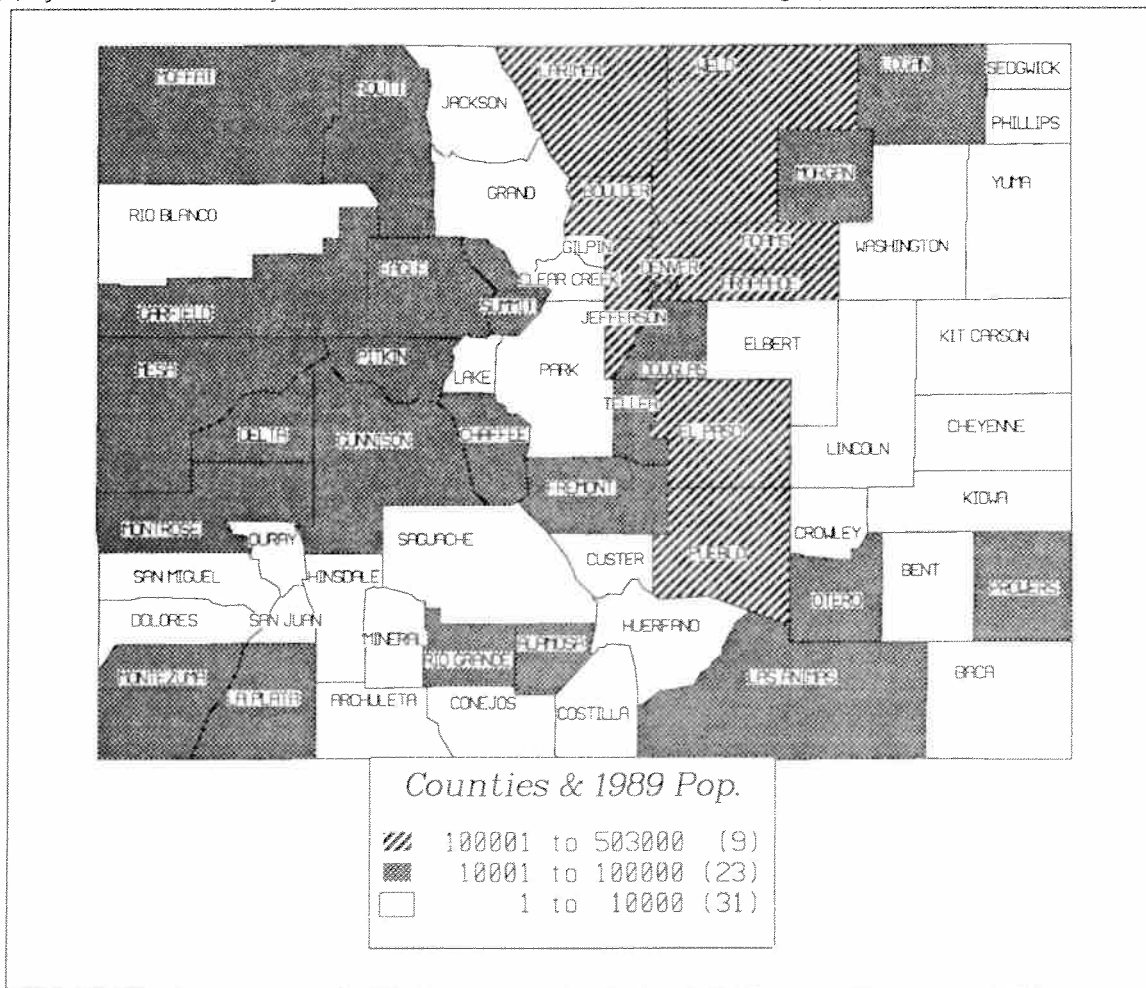 MOFFAT
ROUTT
JACKSON
LARIMER
WELD
LOGAN
SEDGWICK
PHILLIPS
RIO BLANCO
GRAND
BOULDER
MORGAN
YUMA
WASHINGTON
GILPIN
ADAMS
EAGLE
CLEAR CREEK
DENVER
ARAPAHOE
GARFIELD
SUMMIT
JEFFERSON
ELBERT
KIT CARSON
MESA
PITKIN
LAKE
PARK
DOUGLAS
TELLER
DELTA
GUNNISON
CHAFFEE
EL PASO
LINCOLN
CHEYENNE
FREMONT
KIOWA
MONTROSE
OURAY
SAGUACHE
CROWLEY
SAN MIGUEL
HINSDALE
CUSTER
PUEBLO
BENT
PROWERS
OTERO
DOLORES
SAN JUAN
MINERAL
HUERFANO
RIO GRANDE
ALAMOSA
MONTEZUMA
LA PLATA
ARCHULETA
CONEJOS
COSTILLA
LAS ANIMAS
BACA
Counties & 1989 Pop.
100001 to 503000 (9)
10001 to 100000 (23)
1 to 10000 (31)